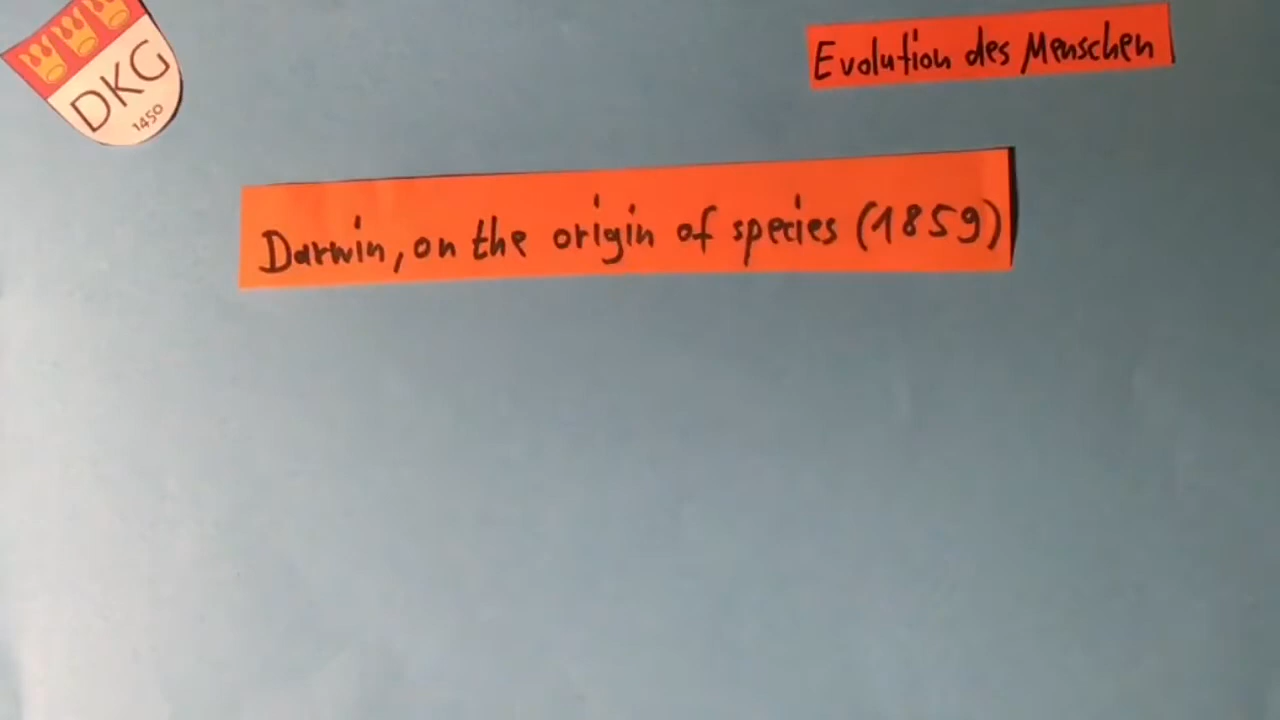 DKG
1450
Evolution des Menschen
Darwin, on the origin of species (1859)